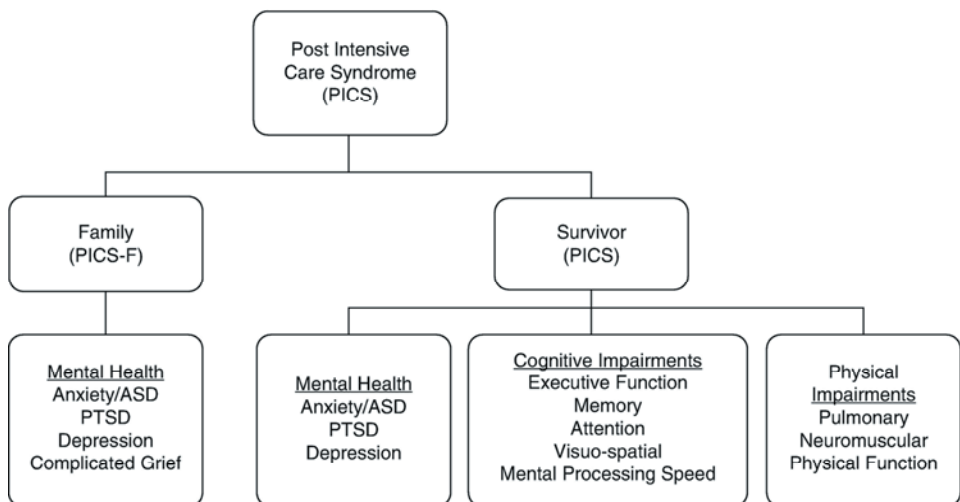 Post Intensive
Care Syndrome
(PICS)
Family
(PICS-F)
Survivor
(PICS)
Mental Health
Anxiety/ASD
PTSD
Depression
Complicated Grief
Mental Health
Anxiety/ASD
PTSD
Depression
Cognitive Impairments
Executive Function
Memory
Attention
Visuo-spatial
Mental Processing Speed
Physical
Impairments
Pulmonary
Neuromuscular
Physical Function